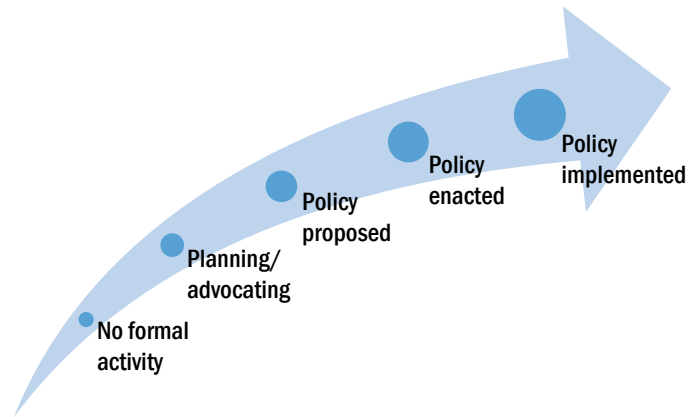 No formal
activity
Planning/
advocating
Policy
proposed
Policy
enacted
Policy
implemented